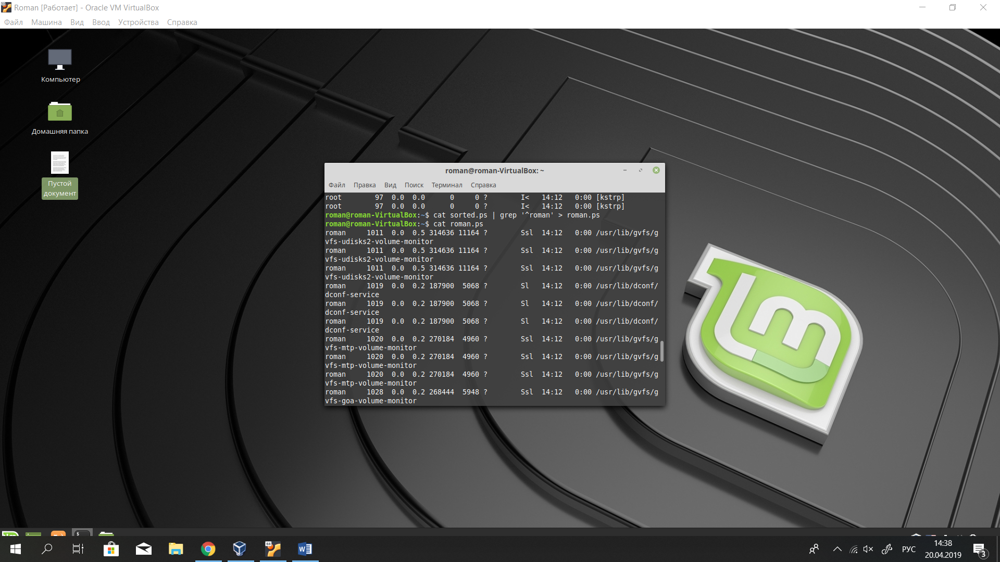 Roman [Работает] - Oracle VM VirtualBox
Файл Машина Вид Ввод Устройства Справка
Компьютер
Домашняя папка
Пустой
документ
roman@roman-VirtualBox: ~
Файл Правка Вид Поиск Терминал Справка
root 97 0.0 0.0 0 0 ? I< 14:12 0:00 [kstrp]
root 97 0.0 0.0 0 0 ? I< 14:12 0:00 [kstrp]
roman@roman-VirtualBox:~$ cat sorted.ps | grep '^roman' > roman.ps
roman@roman-VirtualBox:~$ cat roman.ps
roman 1011 0.0 0.5 314636 11164 ? Ssl 14:12 0:00 /usr/lib/gvfs/g
vfs-udisks2-volume-monitor
roman 1011 0.0 0.5 314636 11164 ? Ssl 14:12 0:00 /usr/lib/gvfs/g
vfs-udisks2-volume-monitor
roman 1011 0.0 0.5 314636 11164 ? Ssl 14:12 0:00 /usr/lib/gvfs/g
vfs-udisks2-volume-monitor
roman 1019 0.0 0.2 187900 5068 ? Sl 14:12 0:00 /usr/lib/dconf/
dconf-service
roman 1019 0.0 0.2 187900 5068 ? Sl 14:12 0:00 /usr/lib/dconf/
dconf-service
roman 1019 0.0 0.2 187900 5068 ? Sl 14:12 0:00 /usr/lib/dconf/
dconf-service
roman 1020 0.0 0.2 270184 4960 ? Ssl 14:12 0:00 /usr/lib/gvfs/g
vfs-mtp-volume-monitor
roman 1020 0.0 0.2 270184 4960 ? Ssl 14:12 0:00 /usr/lib/gvfs/g
vfs-mtp-volume-monitor
roman 1020 0.0 0.2 270184 4960 ? Ssl 14:12 0:00 /usr/lib/gvfs/g
vfs-mtp-volume-monitor
roman 1028 0.0 0.2 268444 5948 ? Ssl 14:12 0:00 /usr/lib/gvfs/g
vfs-goa-volume-monitor
РУС
14:38
20.04.2019
3